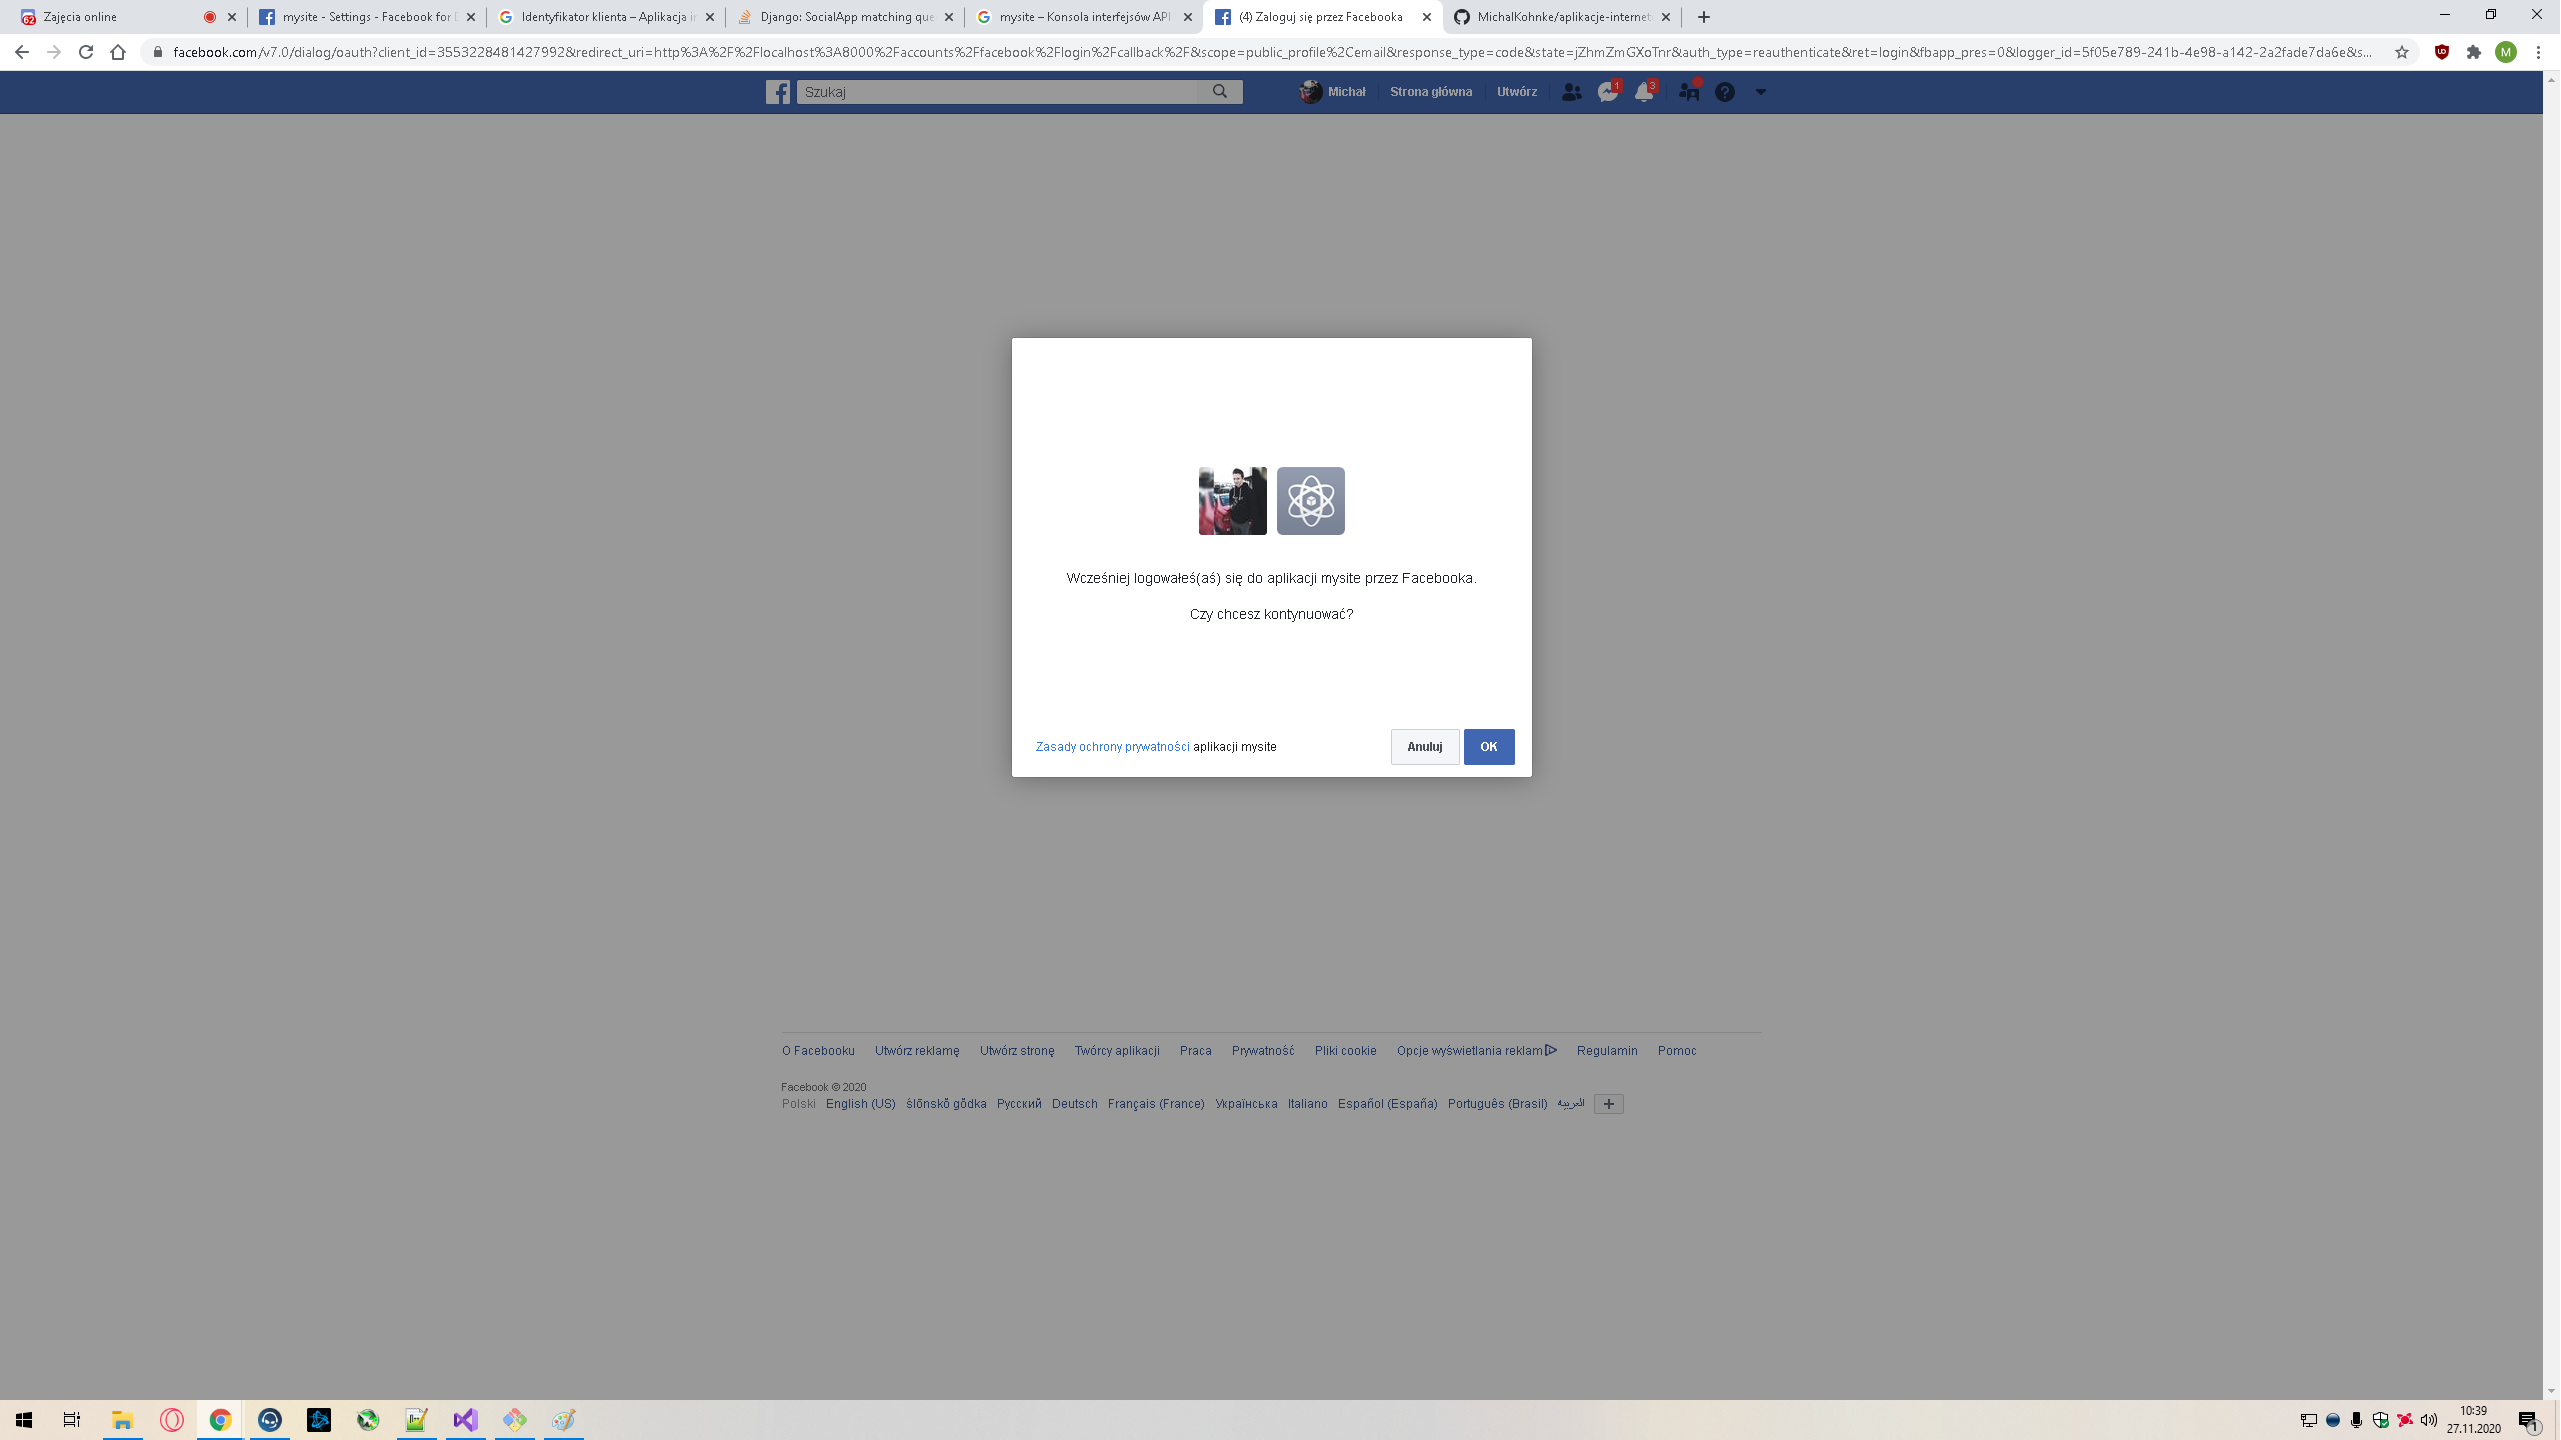 62 Zajęcia online
mysite - Settings - Facebook for D
Identyfikator klienta – Aplikacja in
Django: SocialApp matching que
mysite – Konsola interfejsów API
(4) Zaloguj się przez Facebooka
MichalKohnke/aplikacje-internet
facebook.com/v7.0/dialog/oauth?client_id=3553228481427992&redirect_uri=http%3A%2F%2Flocalhost%3A8000%2Faccounts%2Ffacebook%2Flogin%2Fcallback%2F&scope=public_profile%2Cemail&response_type=code&state=jZhmZmGXoTnr&auth_type=reauthenticate&ret=login&fbapp_pres=0&logger_id=5f05e789-241b-4e98-a142-2a2fade7da6e&s...
M
Szukaj
Michał
Strona główna
Utwórz
1
3
Wcześniej logowałeś(aś) się do aplikacji mysite przez Facebooka.
Czy chcesz kontynuować?
Zasady ochrony prywatności aplikacji mysite
Anuluj
OK
O Facebooku Utwórz reklamę Utwórz stronę Twórcy aplikacji Praca Prywatność Pliki cookie Opcje wyświetlania reklam Regulamin Pomoc
Facebook © 2020
Polski English (US) ślōnskŏ gŏdka Русский Deutsch Français (France) Українська Italiano Español (España) Português (Brasil) العربية
10:39
27.11.2020
1